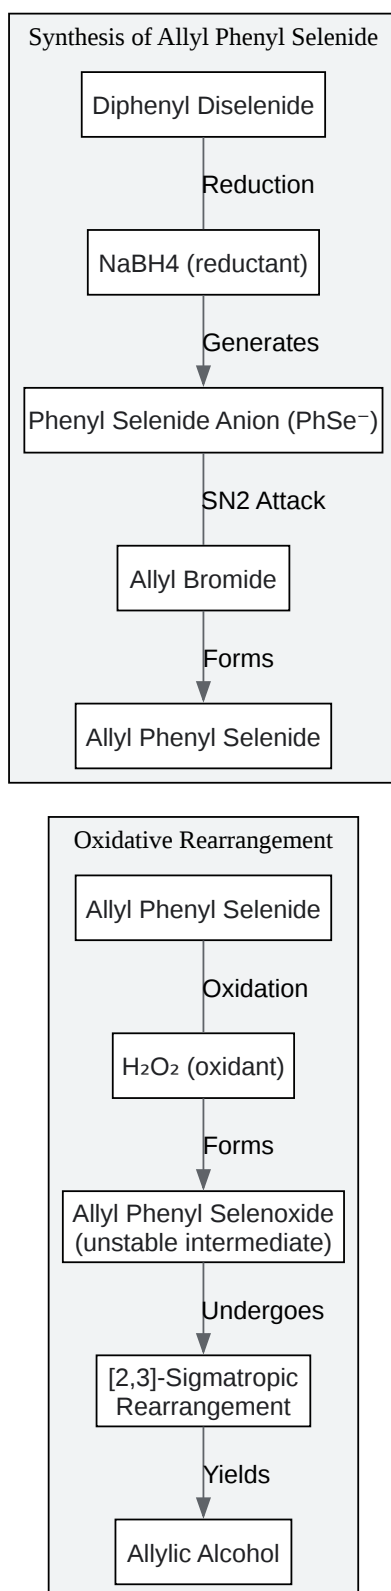 Synthesis of Allyl Phenyl Selenide
Diphenyl Diselenide
Reduction
NaBH4 (reductant)
Generates
Phenyl Selenide Anion (PhSe⁻)
SN2 Attack
Allyl Bromide
Forms
Allyl Phenyl Selenide
Oxidative Rearrangement
Allyl Phenyl Selenide
Oxidation
H₂O₂ (oxidant)
Forms
Allyl Phenyl Selenoxide
(unstable intermediate)
Undergoes
[2,3]-Sigmatropic
Rearrangement
Yields
Allylic Alcohol